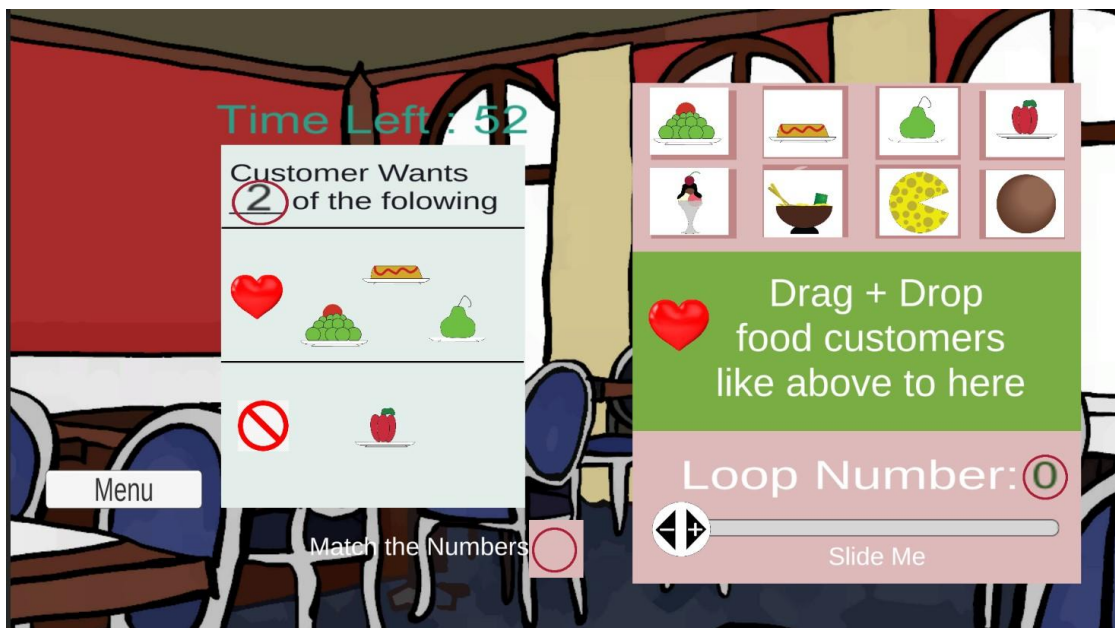 Time Left : 52
Customer Wants
2 of the folowing
Drag + Drop
food customers
like above to here
Loop Number: 0
- +
Slide Me
Menu
Match the Numbers